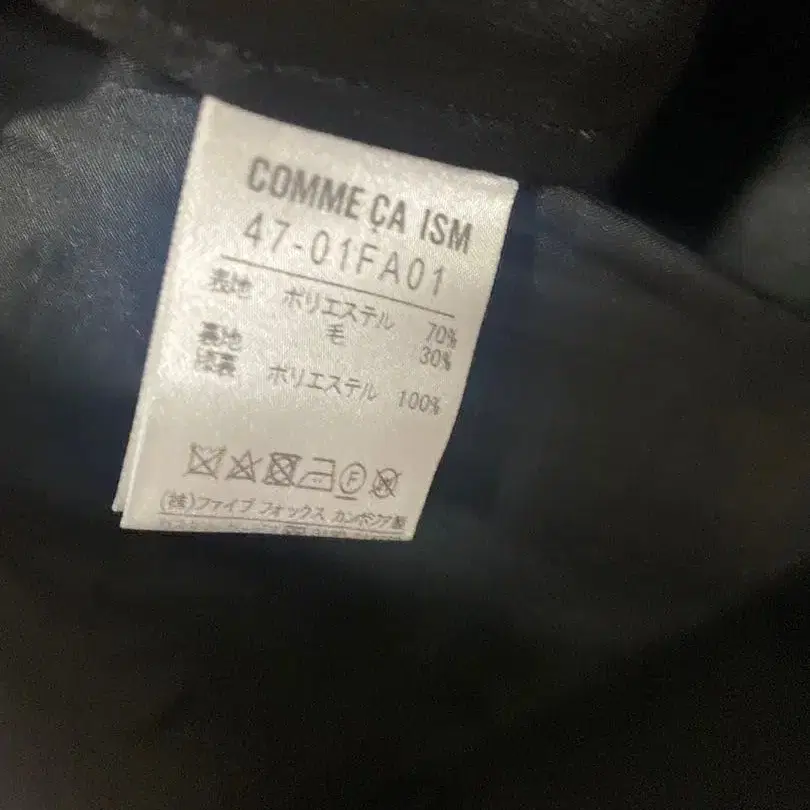 COMME ÇA ISM
47-01FA01
表地 ポリエステル 70%
毛 30%
裏地
膝裏 ポリエステル 100%
F
(株)ファイブ フォックス カンボジア製